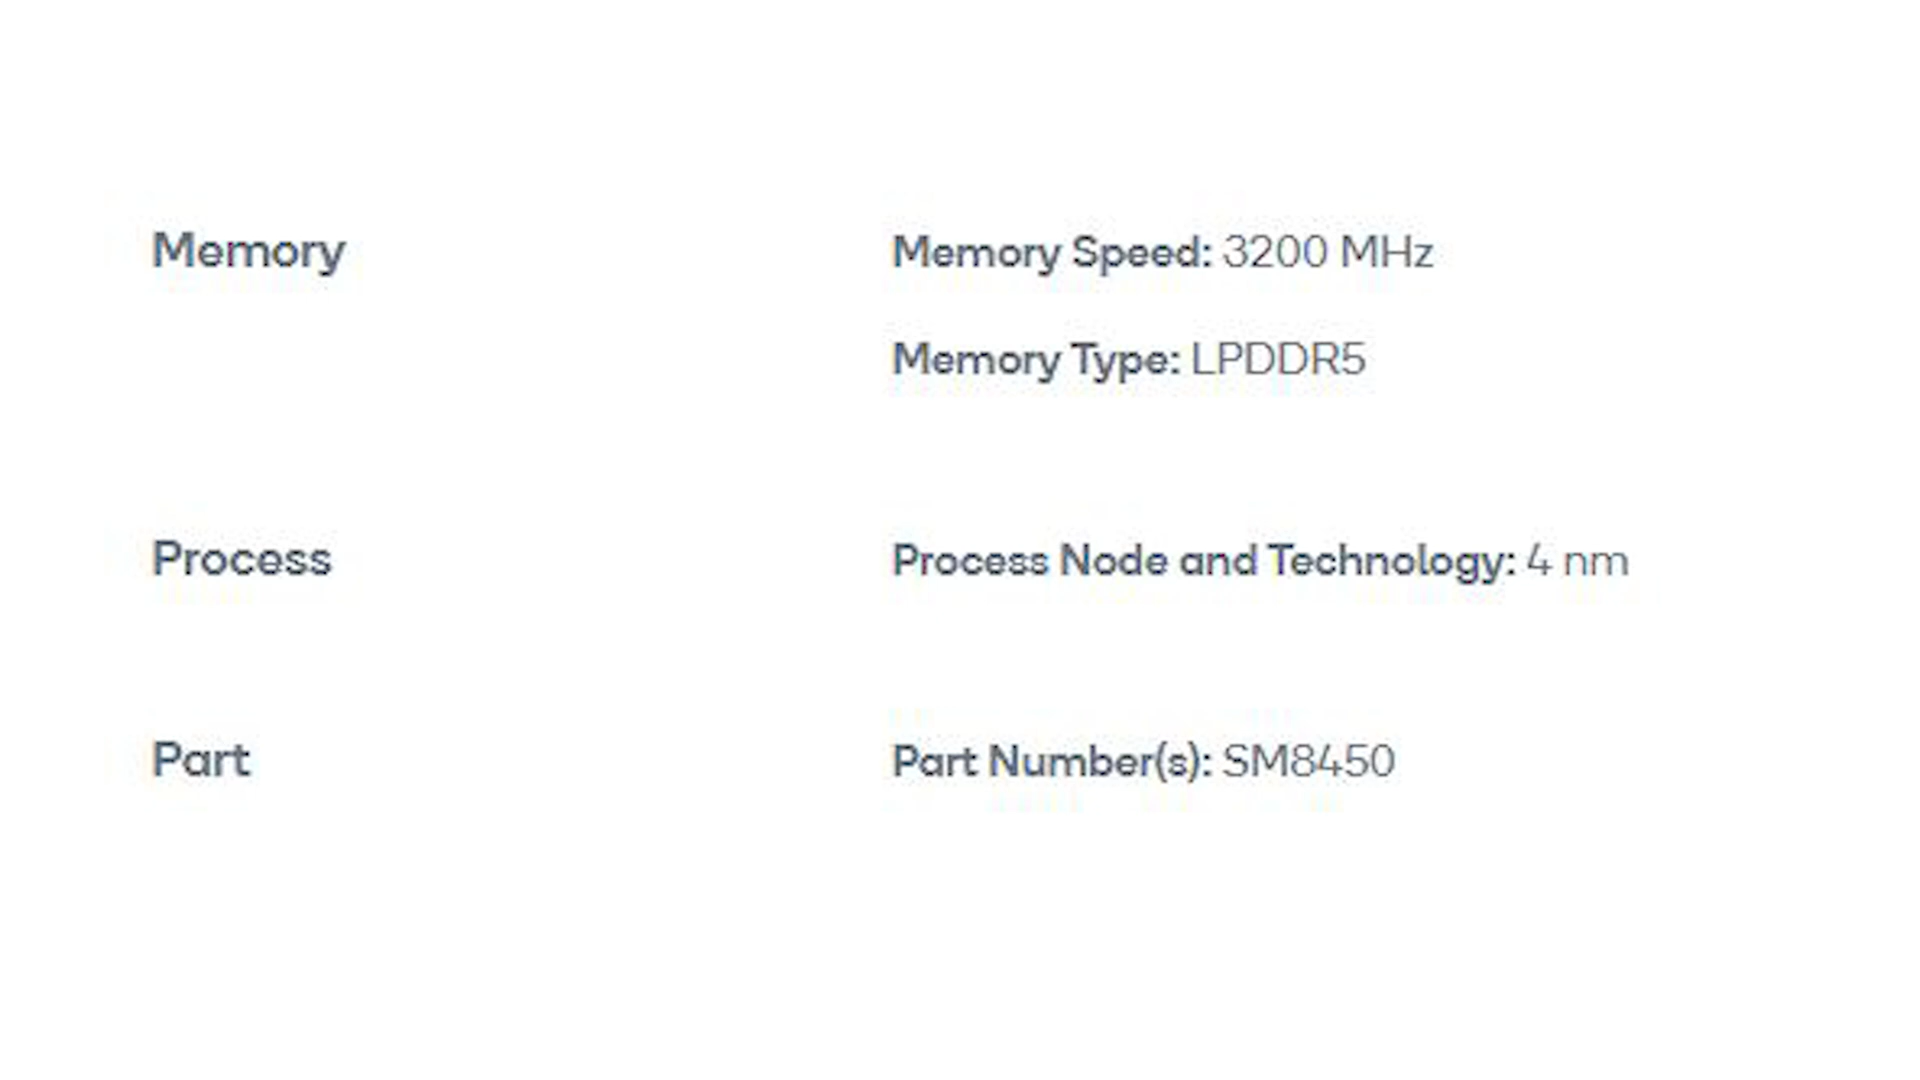 Memory
Memory Speed: 3200 MHz
Memory Type: LPDDR5
Process
Process Node and Technology: 4 nm
Part
Part Number(s): SM8450